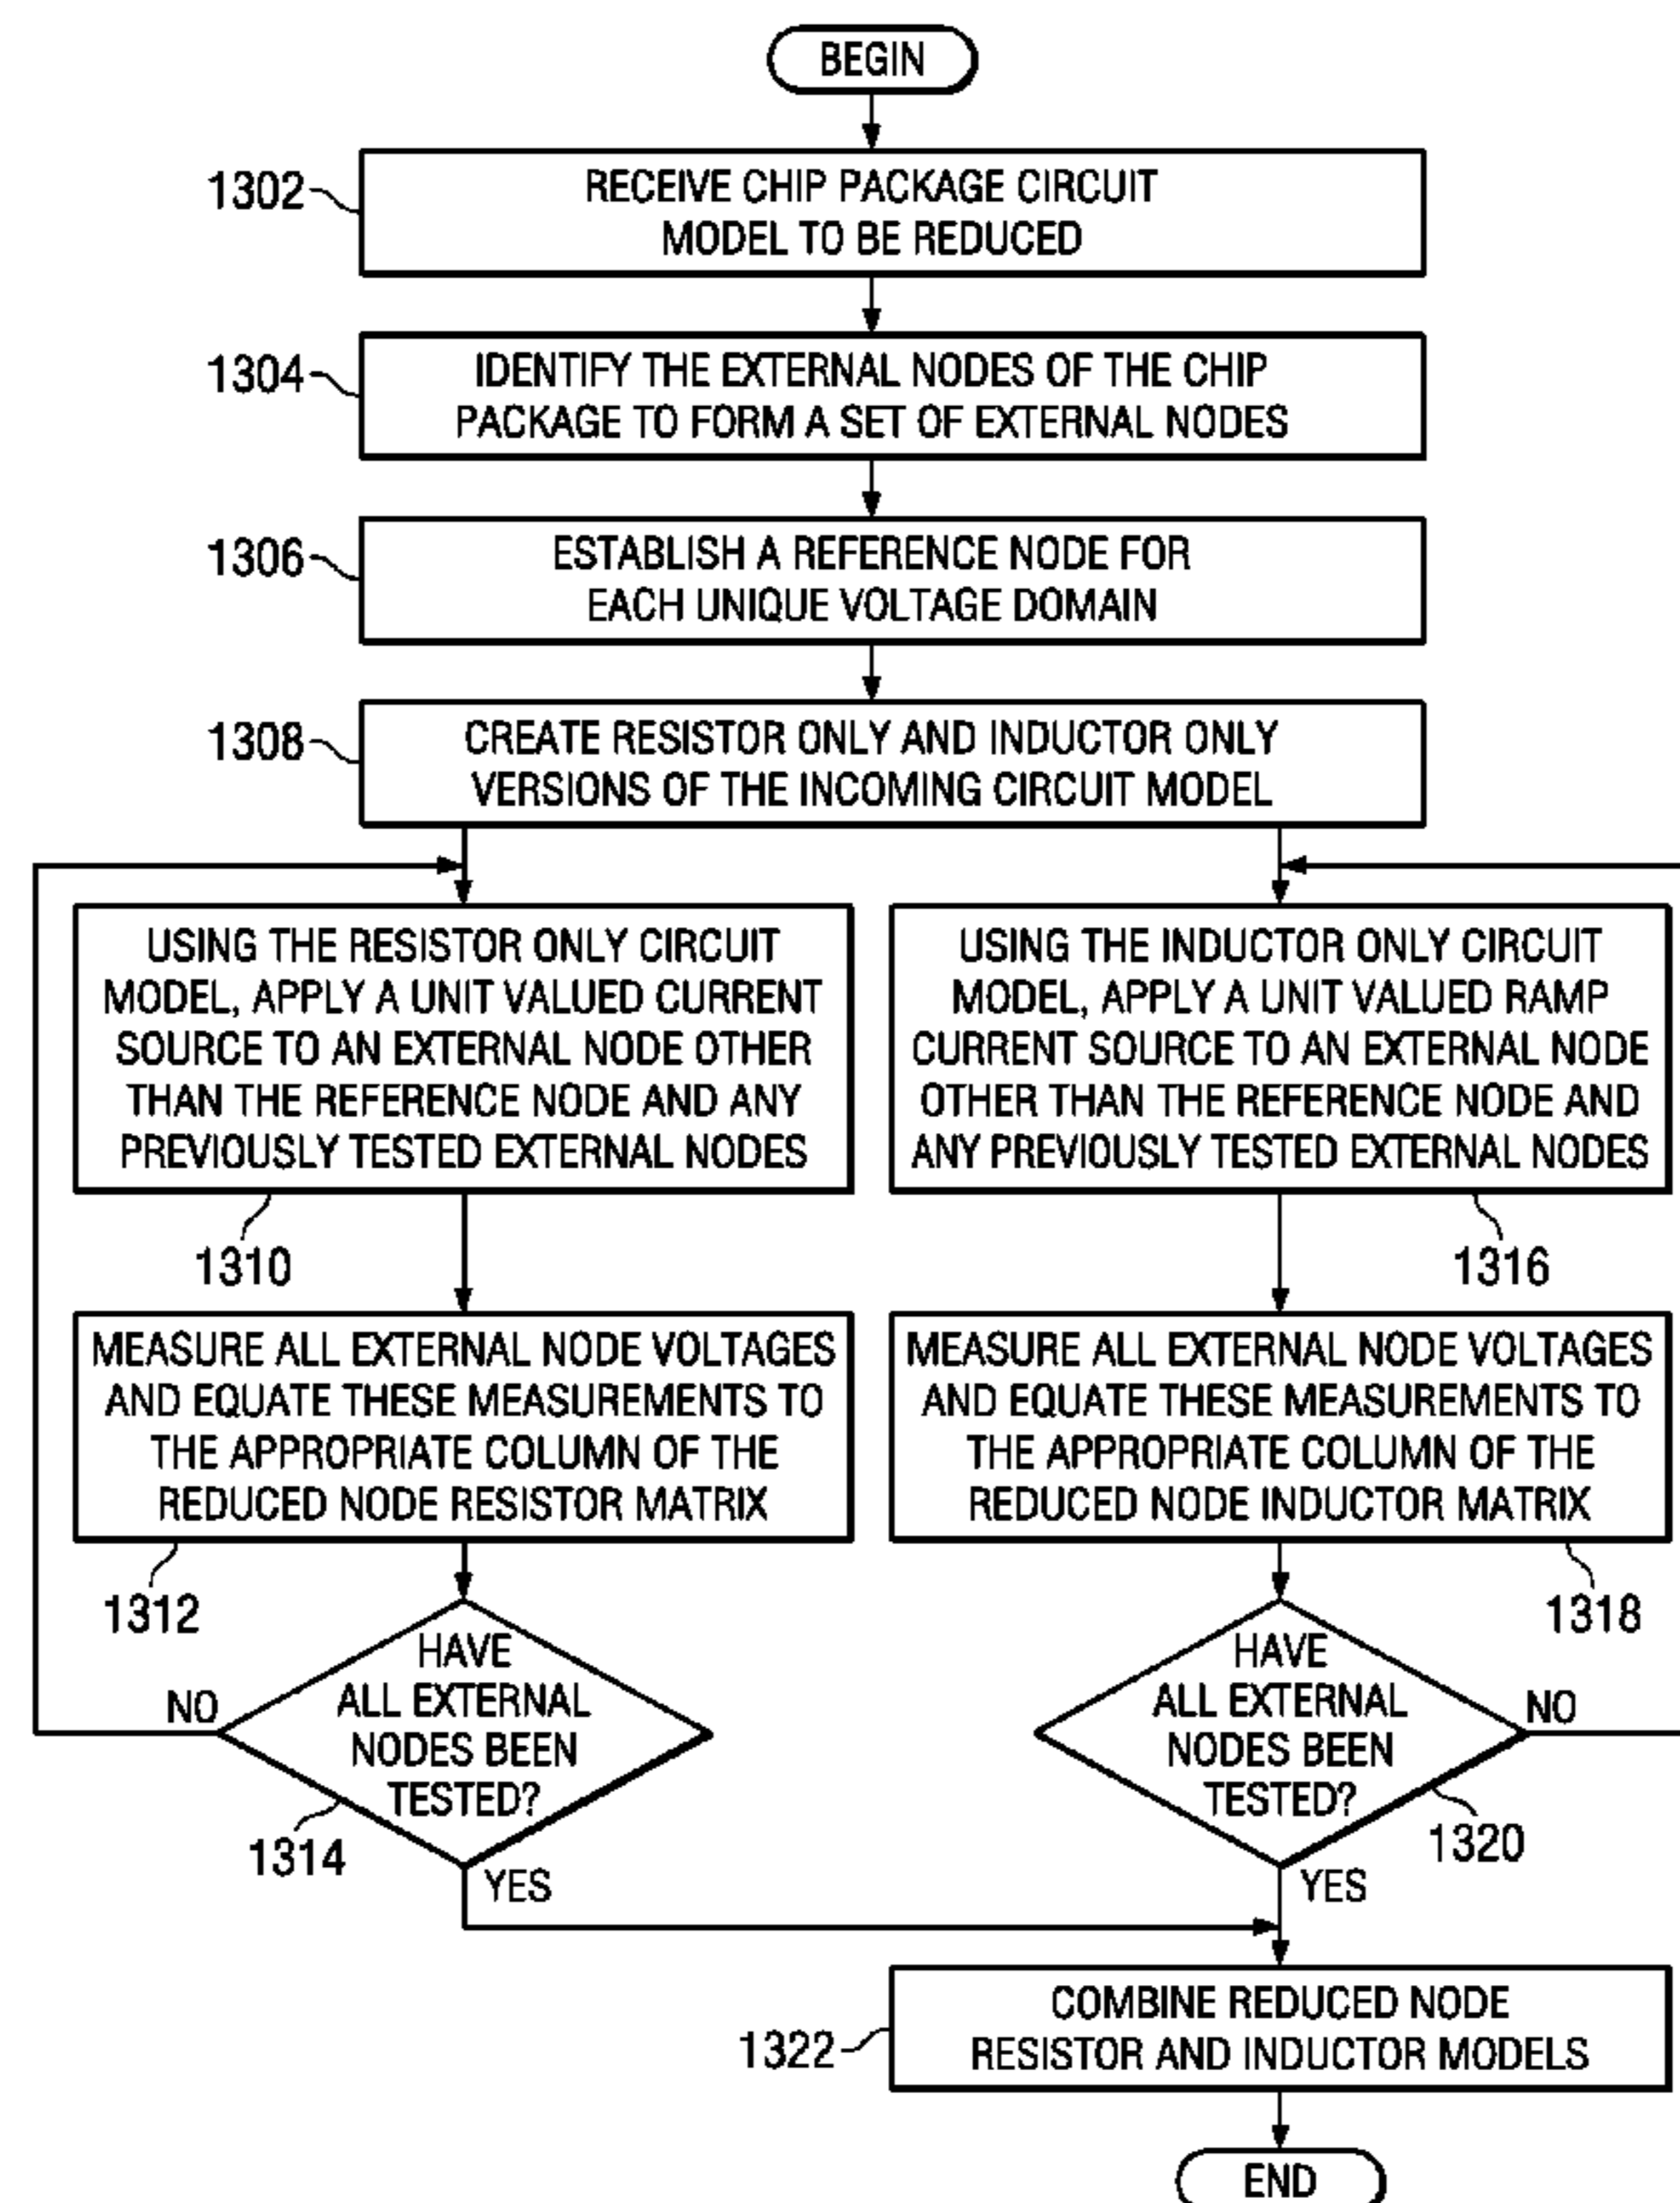 BEGIN
1302
RECEIVE CHIP PACKAGE CIRCUIT
MODEL TO BE REDUCED
1304
IDENTIFY THE EXTERNAL NODES OF THE CHIP
PACKAGE TO FORM A SET OF EXTERNAL NODES
1306
ESTABLISH A REFERENCE NODE FOR
EACH UNIQUE VOLTAGE DOMAIN
1308
CREATE RESISTOR ONLY AND INDUCTOR ONLY
VERSIONS OF THE INCOMING CIRCUIT MODEL
USING THE RESISTOR ONLY CIRCUIT
MODEL, APPLY A UNIT VALUED CURRENT
SOURCE TO AN EXTERNAL NODE OTHER
THAN THE REFERENCE NODE AND ANY
PREVIOUSLY TESTED EXTERNAL NODES
1310
USING THE INDUCTOR ONLY CIRCUIT
MODEL, APPLY A UNIT VALUED RAMP
CURRENT SOURCE TO AN EXTERNAL NODE
OTHER THAN THE REFERENCE NODE AND
ANY PREVIOUSLY TESTED EXTERNAL NODES
1316
MEASURE ALL EXTERNAL NODE VOLTAGES
AND EQUATE THESE MEASUREMENTS TO
THE APPROPRIATE COLUMN OF THE
REDUCED NODE RESISTOR MATRIX
1312
MEASURE ALL EXTERNAL NODE VOLTAGES
AND EQUATE THESE MEASUREMENTS TO
THE APPROPRIATE COLUMN OF THE
REDUCED NODE INDUCTOR MATRIX
1318
NO
HAVE
ALL EXTERNAL
NODES BEEN
TESTED?
1314
YES
HAVE
ALL EXTERNAL
NODES BEEN
TESTED?
NO
1320
YES
1322
COMBINE REDUCED NODE
RESISTOR AND INDUCTOR MODELS
END